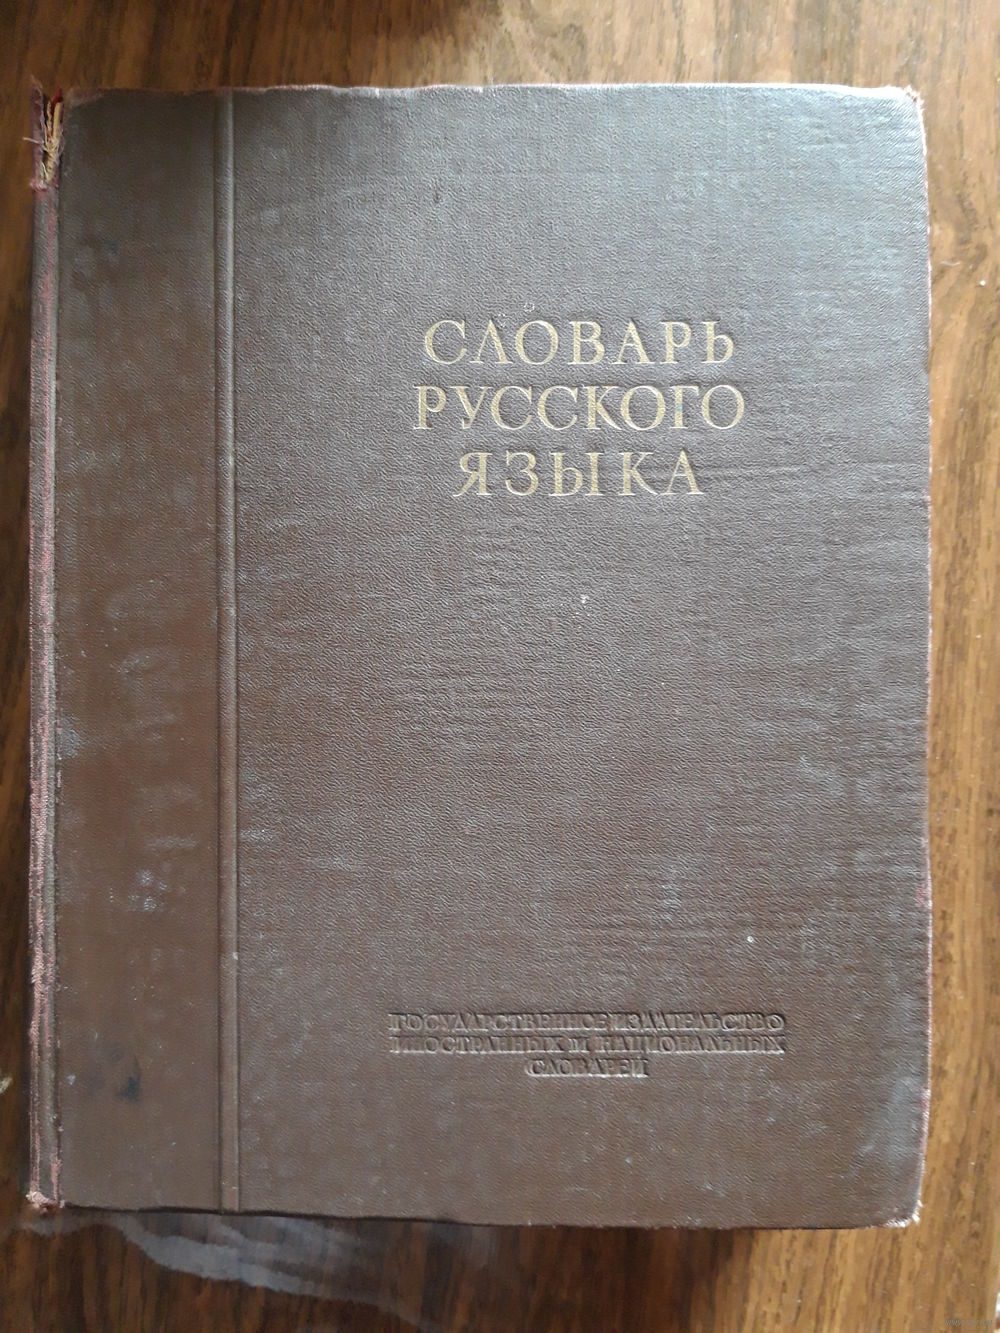 СЛОВАРЬ
РУССКОГО
ЯЗЫКА
ГОСУДАРСТВЕННОЕ ИЗДАТЕЛЬСТВО
ИНОСТРАННЫХ И НАЦИОНАЛЬНЫХ
СЛОВАРЕЙ